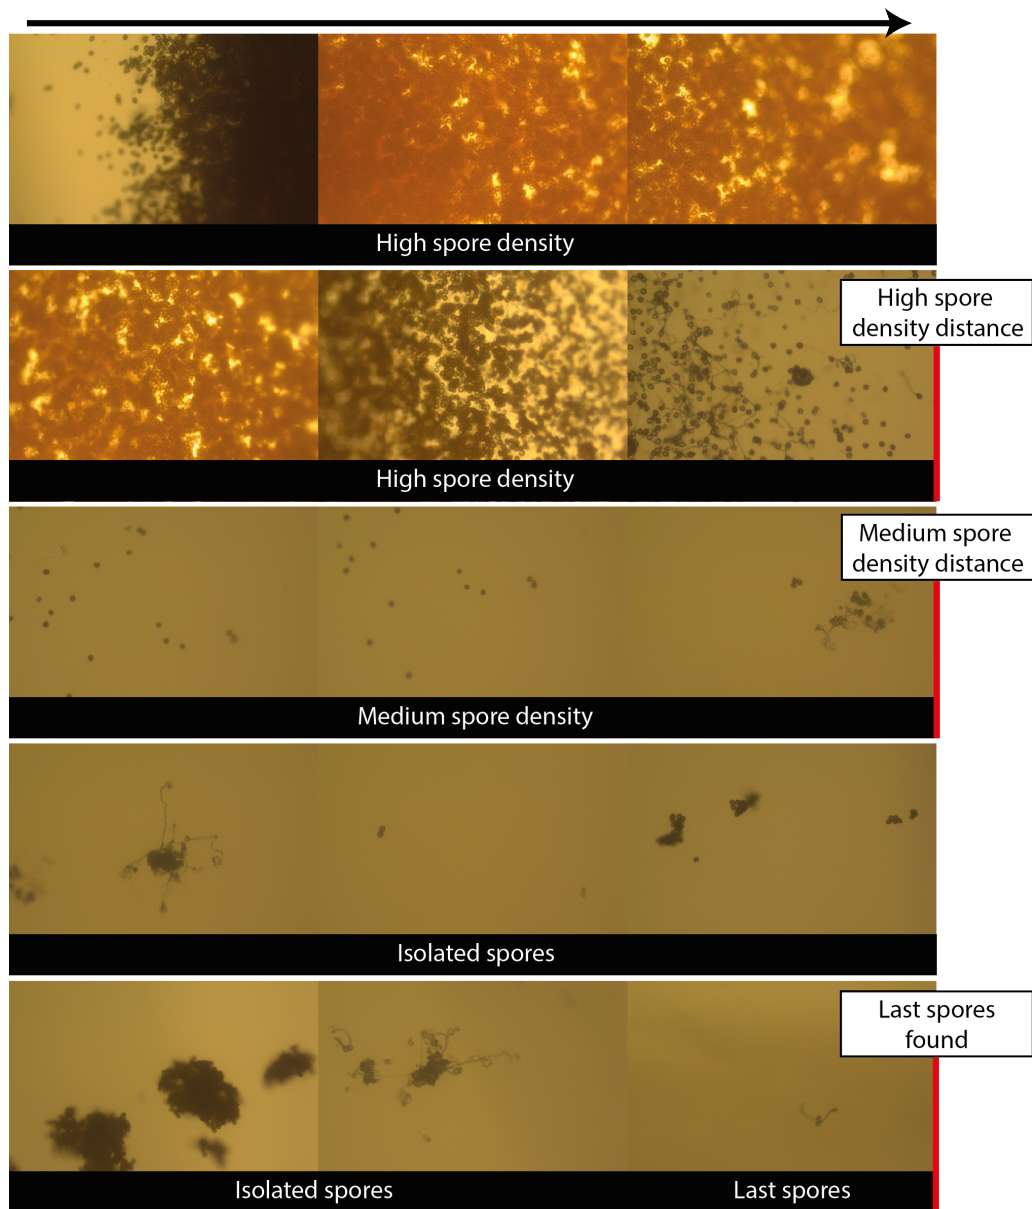 High spore density
High spore
density distance
High spore density
Medium spore
density distance
Medium spore density
Isolated spores
Last spores
found
Isolated spores
Last spores